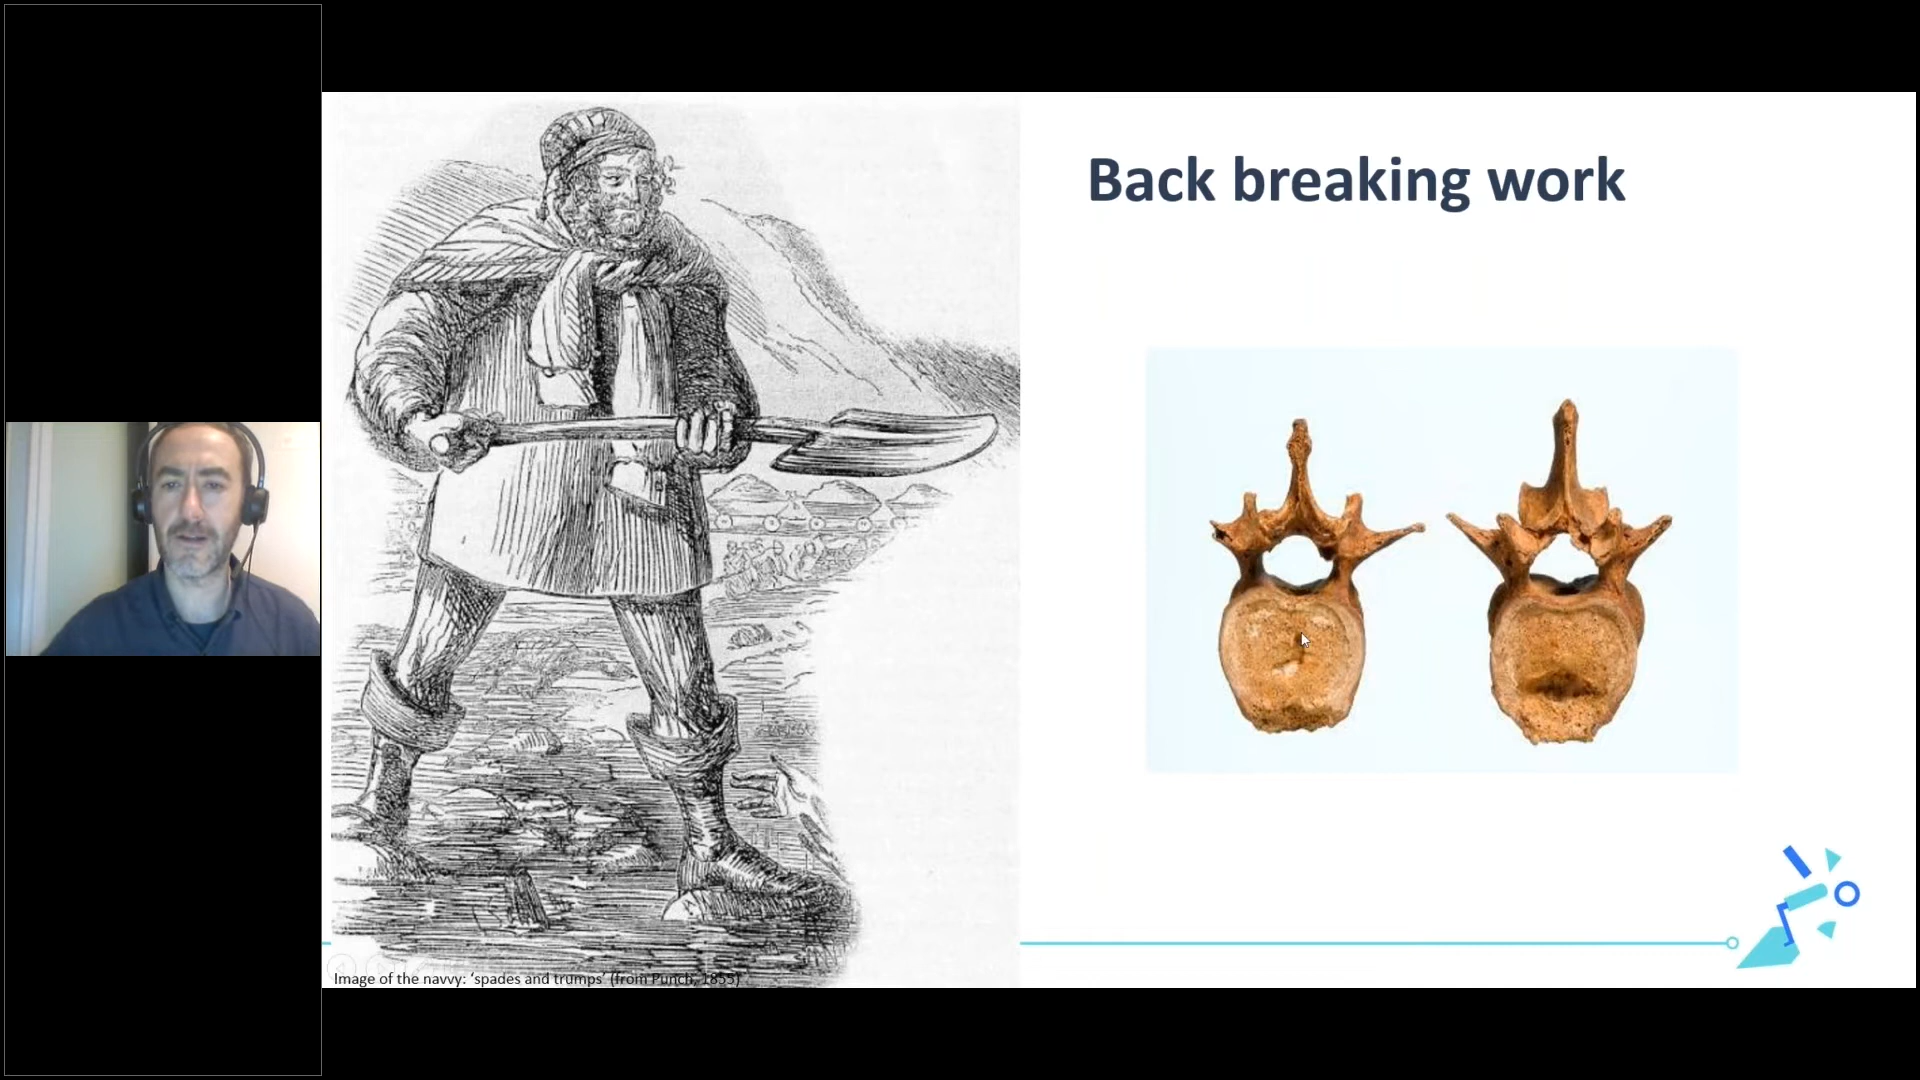 Back breaking work
Image of the navvy: ‘spades and trumps’ (from Punch, 1855)